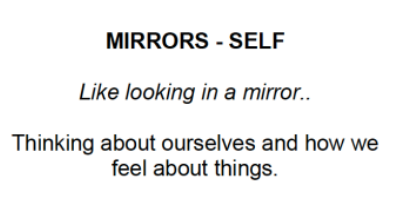 MIRRORS - SELF
Like looking in a mirror..
Thinking about ourselves and how we
feel about things.